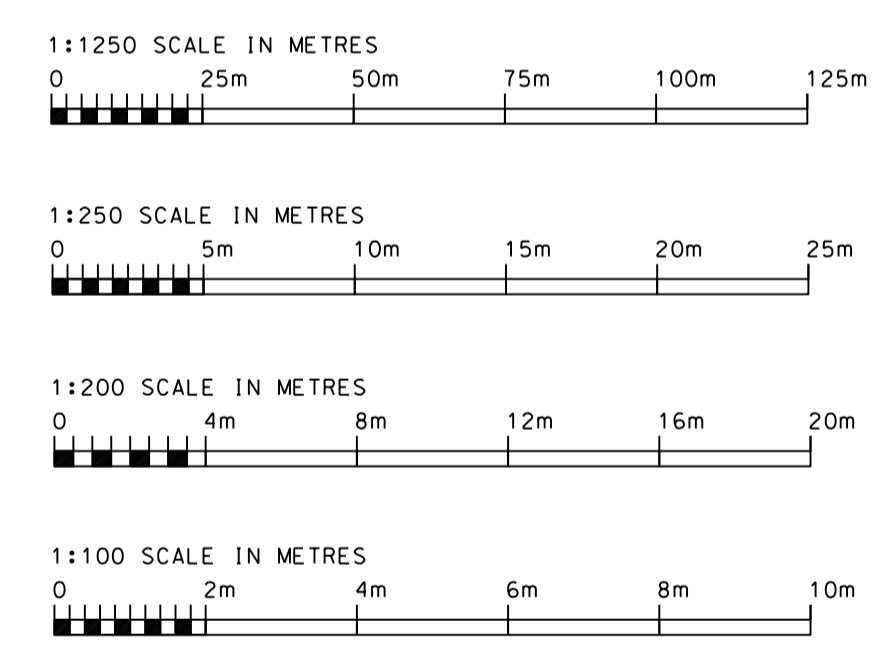 1:1250 SCALE IN METRES
0 25m 50m 75m 100m 125m
1:250 SCALE IN METRES
0 5m 10m 15m 20m 25m
1:200 SCALE IN METRES
0 4m 8m 12m 16m 20m
1:100 SCALE IN METRES
0 2m 4m 6m 8m 10m